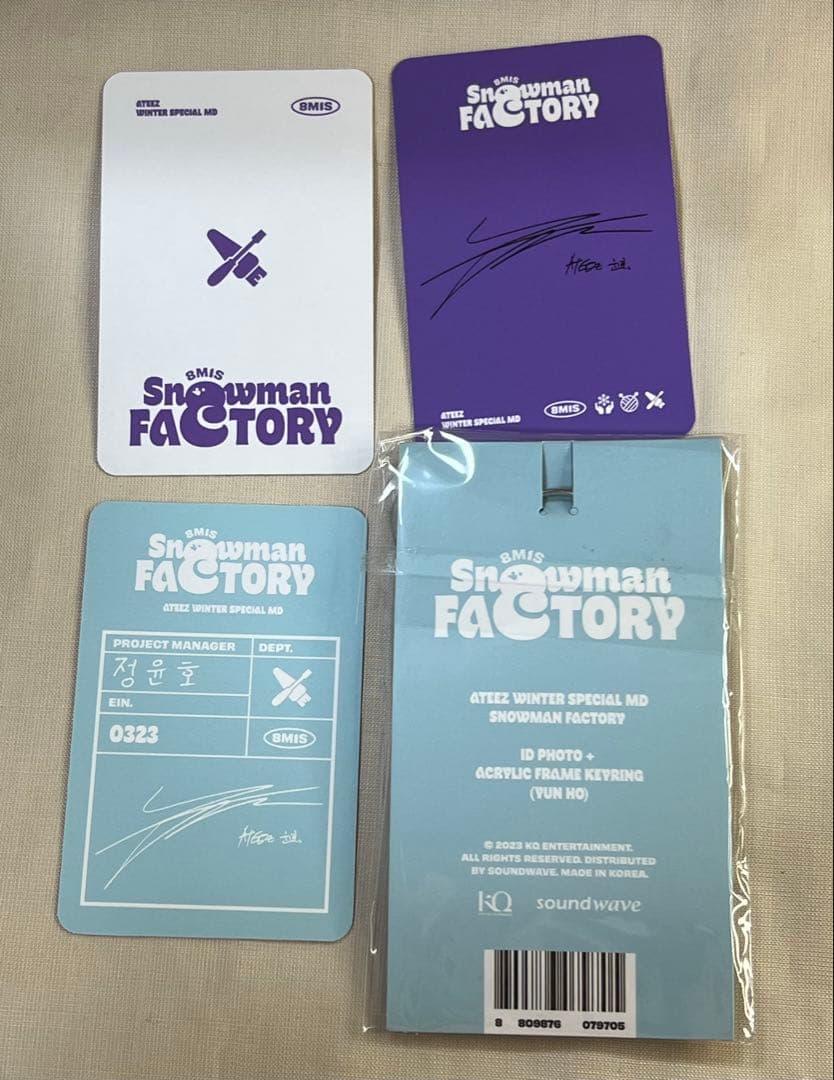 ATEEZ
WINTER SPECIAL MD
8MIS
8MIS
Snowman
FACTORY
8MIS
Snowman
FACTORY
ATEEZ
ATEEZ
WINTER SPECIAL MD
8MIS
8MIS
Snowman
FACTORY
ATEEZ WINTER SPECIAL MD
PROJECT MANAGER
DEPT.
정윤호
EIN.
0323
8MIS
ATEEZ
8MIS
Snowman
FACTORY
ATEEZ WINTER SPECIAL MD
SNOWMAN FACTORY
ID PHOTO +
ACRYLIC FRAME KEYRING
(YUN HO)
© 2023 KQ ENTERTAINMENT.
ALL RIGHTS RESERVED. DISTRIBUTED
BY SOUNDWAVE. MADE IN KOREA.
KQ
soundwave
8 809876 079705